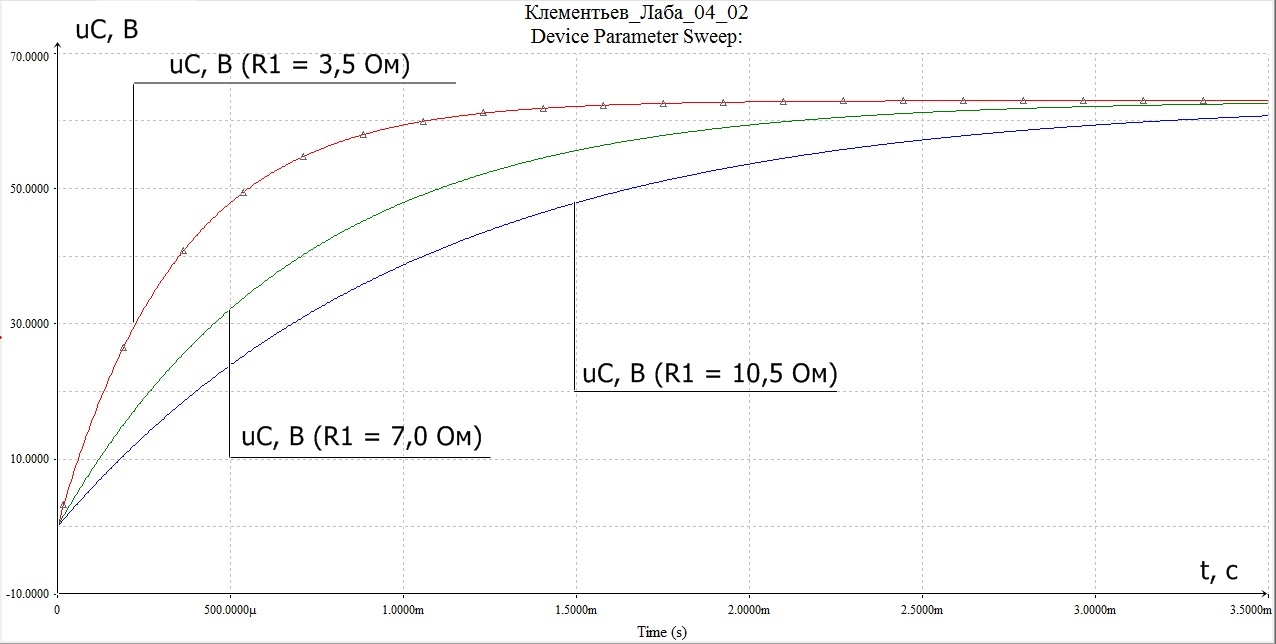 Клементьев_Лаба_04_02
Device Parameter Sweep:
uC, В
70.0000
uC, В (R1 = 3,5 Ом)
50.0000
30.0000
uC, В (R1 = 10,5 Ом)
uC, В (R1 = 7,0 Ом)
10.0000
t, c
-10.0000
0 500.0000µ 1.0000m 1.5000m 2.0000m 2.5000m 3.0000m 3.5000m
Time (s)